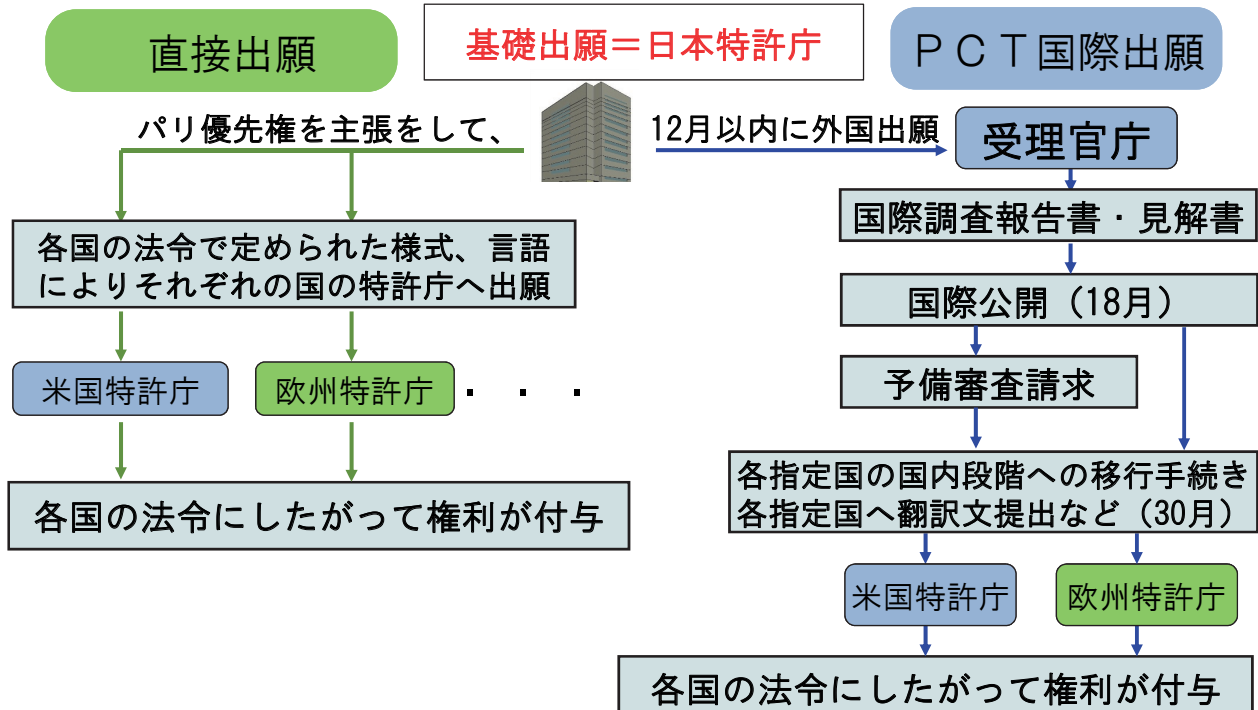 直接出願
基礎出願＝日本特許庁
ＰＣＴ国際出願
パリ優先権を主張をして、
12月以内に外国出願
受理官庁
各国の法令で定められた様式、言語
によりそれぞれの国の特許庁へ出願
米国特許庁
欧州特許庁
・・・
各国の法令にしたがって権利が付与
国際調査報告書・見解書
国際公開（18月）
予備審査請求
各指定国の国内段階への移行手続き
各指定国へ翻訳文提出など（30月）
米国特許庁
欧州特許庁
各国の法令にしたがって権利が付与